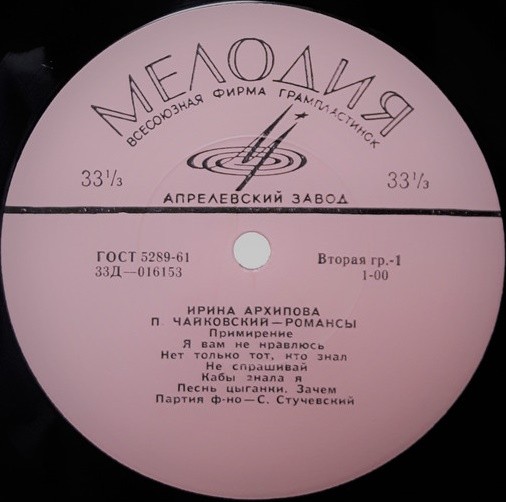 МЕЛОДИЯ
ВСЕСОЮЗНАЯ ФИРМА ГРАМПЛАСТИНОК
33⅓ 33⅓
АПРЕЛЕВСКИЙ ЗАВОД
ГОСТ 5289-61 Вторая гр.-1
33Д—016153 1-00
ИРИНА АРХИПОВА
П. ЧАЙКОВСКИЙ—РОМАНСЫ
Примирение
Я вам не нравлюсь
Нет только тот, кто знал
Не спрашивай
Кабы знала я
Песнь цыганки. Зачем
Партия ф-но—С. Стучевский